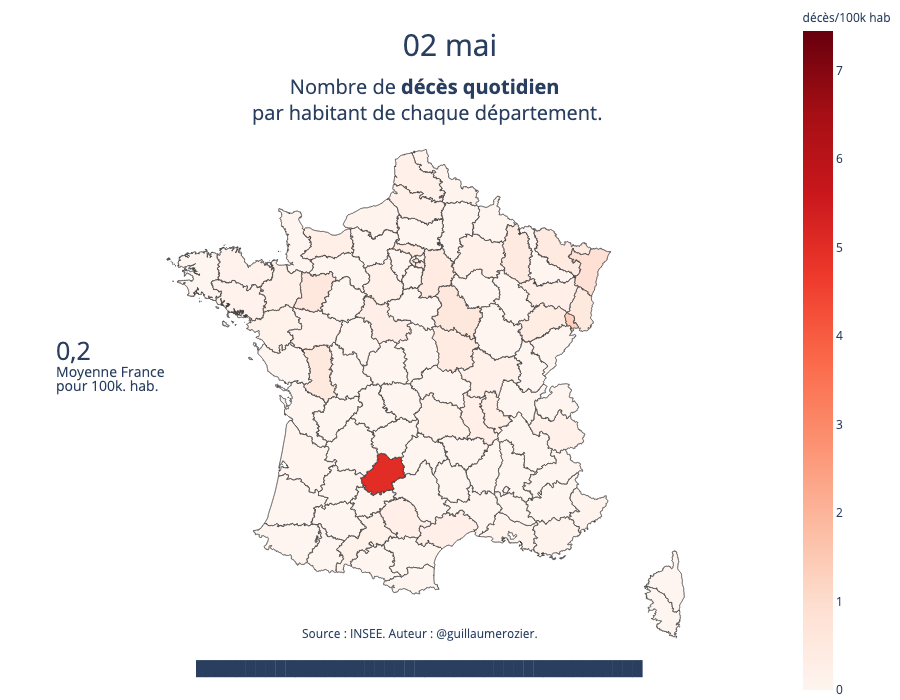 décès/100k hab
02 mai
Nombre de décès quotidien
par habitant de chaque département.
7
6
5
4
3
2
1
0
0,2
Moyenne France
pour 100k. hab.
Source : INSEE. Auteur : @guillaumerozier.